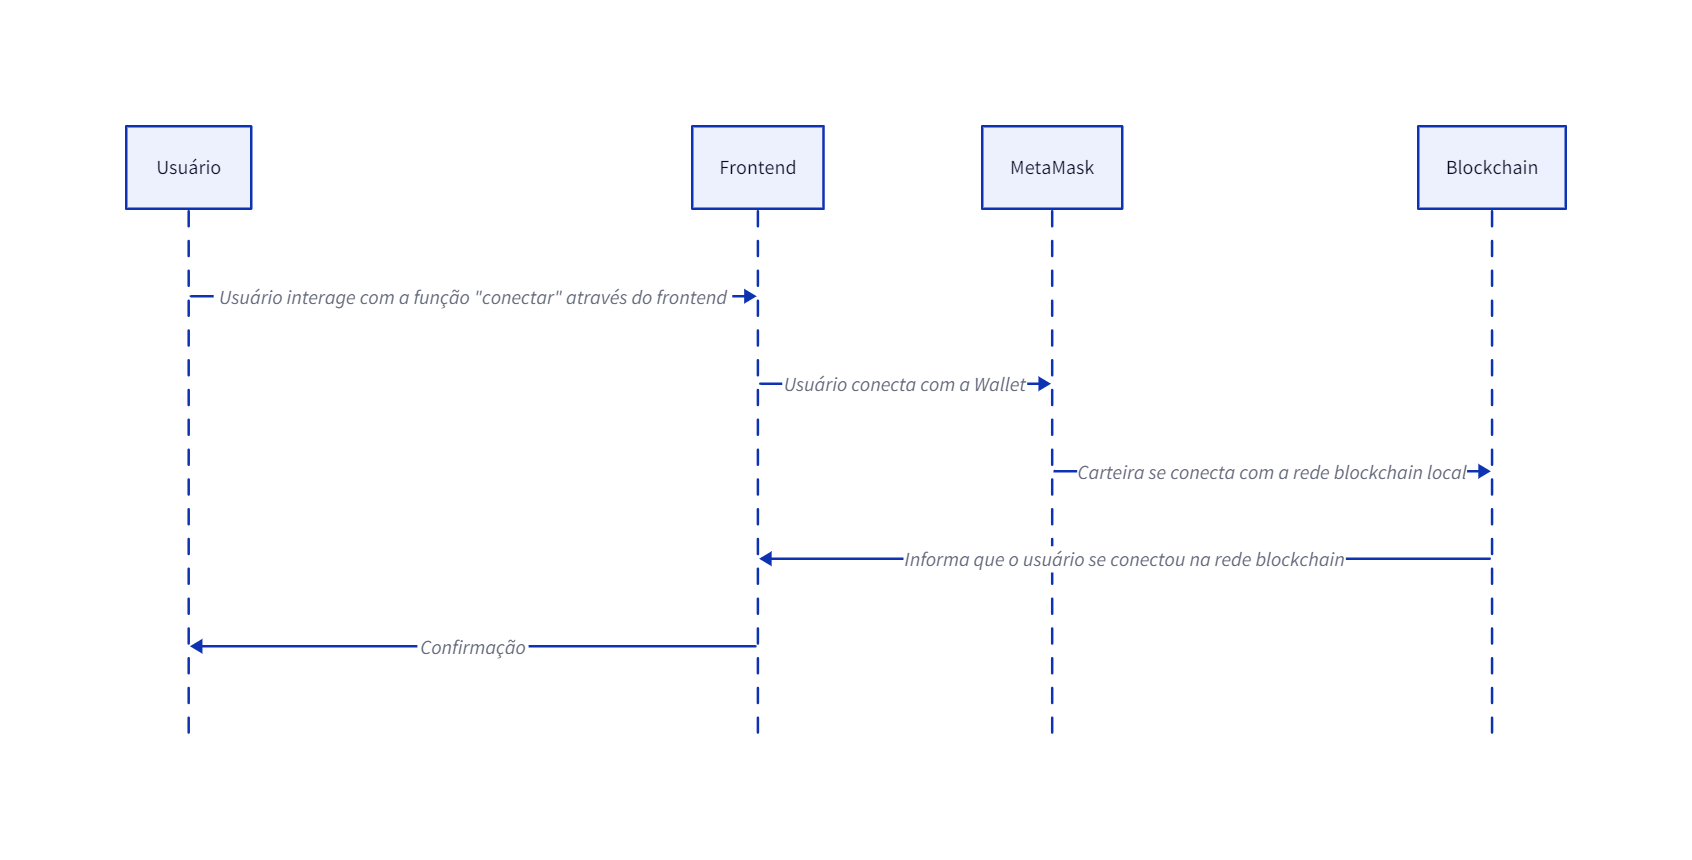 Usuário
Frontend
MetaMask
Blockchain
Usuário interage com a função "conectar" através do frontend
Usuário conecta com a Wallet
Carteira se conecta com a rede blockchain local
Informa que o usuário se conectou na rede blockchain
Confirmação